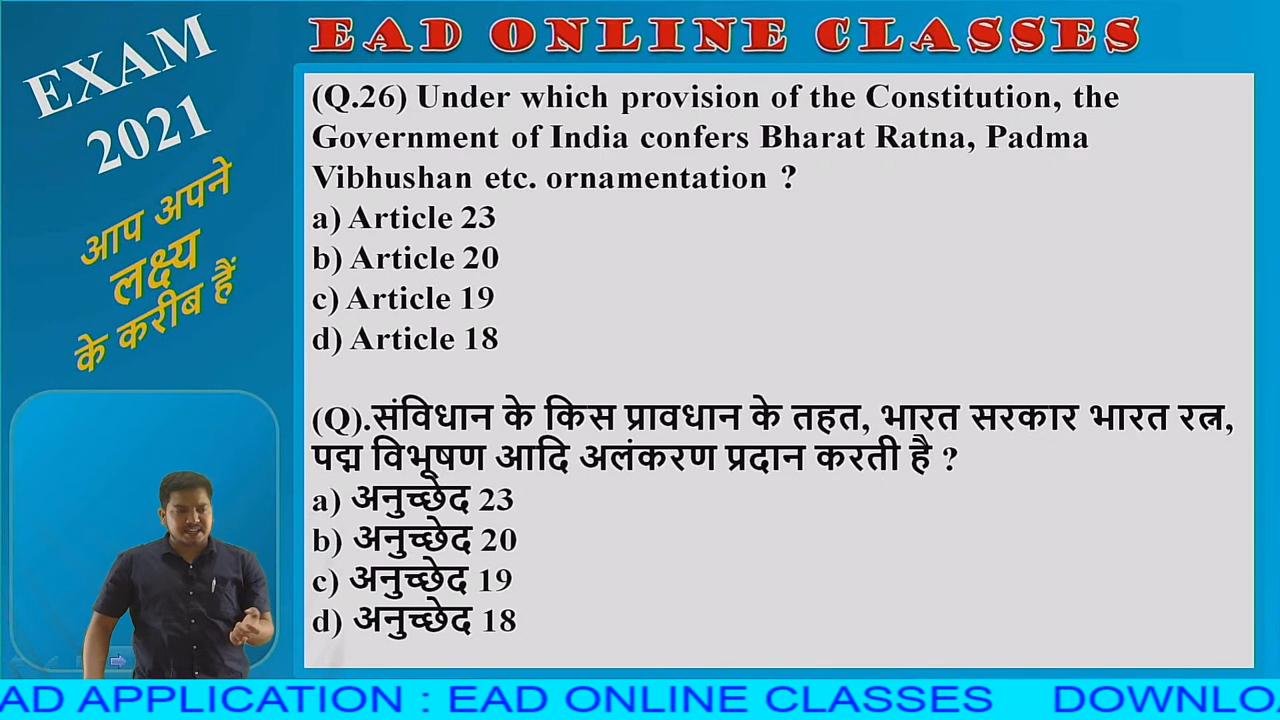 EXAM
2021
आप अपने
लक्ष्य
के करीब हैं
EAD ONLINE CLASSES
(Q.26) Under which provision of the Constitution, the
Government of India confers Bharat Ratna, Padma
Vibhushan etc. ornamentation ?
a) Article 23
b) Article 20
c) Article 19
d) Article 18
(Q).संविधान के किस प्रावधान के तहत, भारत सरकार भारत रत्न,
पद्म विभूषण आदि अलंकरण प्रदान करती है ?
a) अनुच्छेद 23
b) अनुच्छेद 20
c) अनुच्छेद 19
d) अनुच्छेद 18
AD APPLICATION : EAD ONLINE CLASSES DOWNLOA